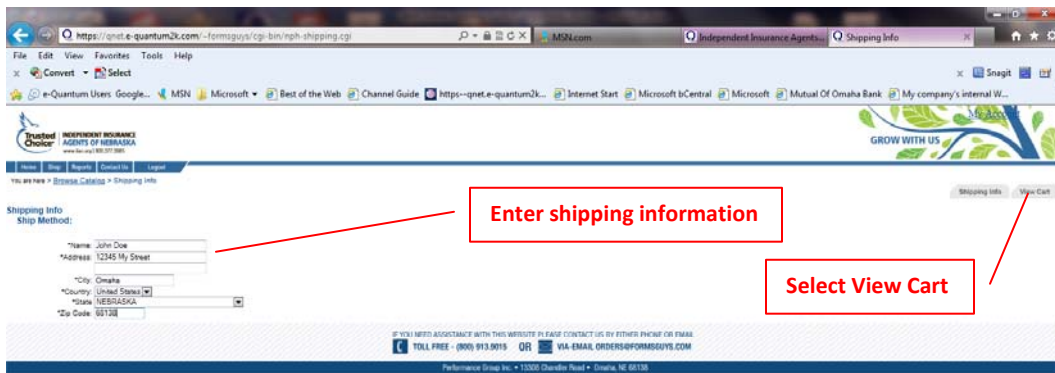 https://qnet.e-quantum2k.com/~formsguys/cgi-bin/nph-shipping.cgi
MSN.com
Independent Insurance Agents...
Shipping Info
File Edit View Favorites Tools Help
Convert Select
Snagit
e-Quantum Users Google... MSN Microsoft Best of the Web Channel Guide https--qnet.e-quantum2k... Internet Start Microsoft bCentral Microsoft Mutual Of Omaha Bank My company's internal W...
Trusted Choice
INDEPENDENT INSURANCE
AGENTS OF NEBRASKA
My Account
GROW WITH US
Home Shop Reports Contact Us Logout
You are here > Browse Catalog > Shipping Info
Shipping Info View Cart
Shipping Info
Ship Method:
Enter shipping information
*Name: John Doe
*Address: 12345 My Street
*City: Omaha
*Country: United States
*State NEBRASKA
*Zip Code: 68138
Select View Cart
IF YOU NEED ASSISTANCE WITH THIS WEBSITE PLEASE CONTACT US BY EITHER PHONE OR EMAIL
TOLL FREE - (800) 913.9015 OR VIA-EMAIL ORDERS@FORMSGUYS.COM
Performance Group Inc. • 13308 Chandler Road • Omaha, NE 68138